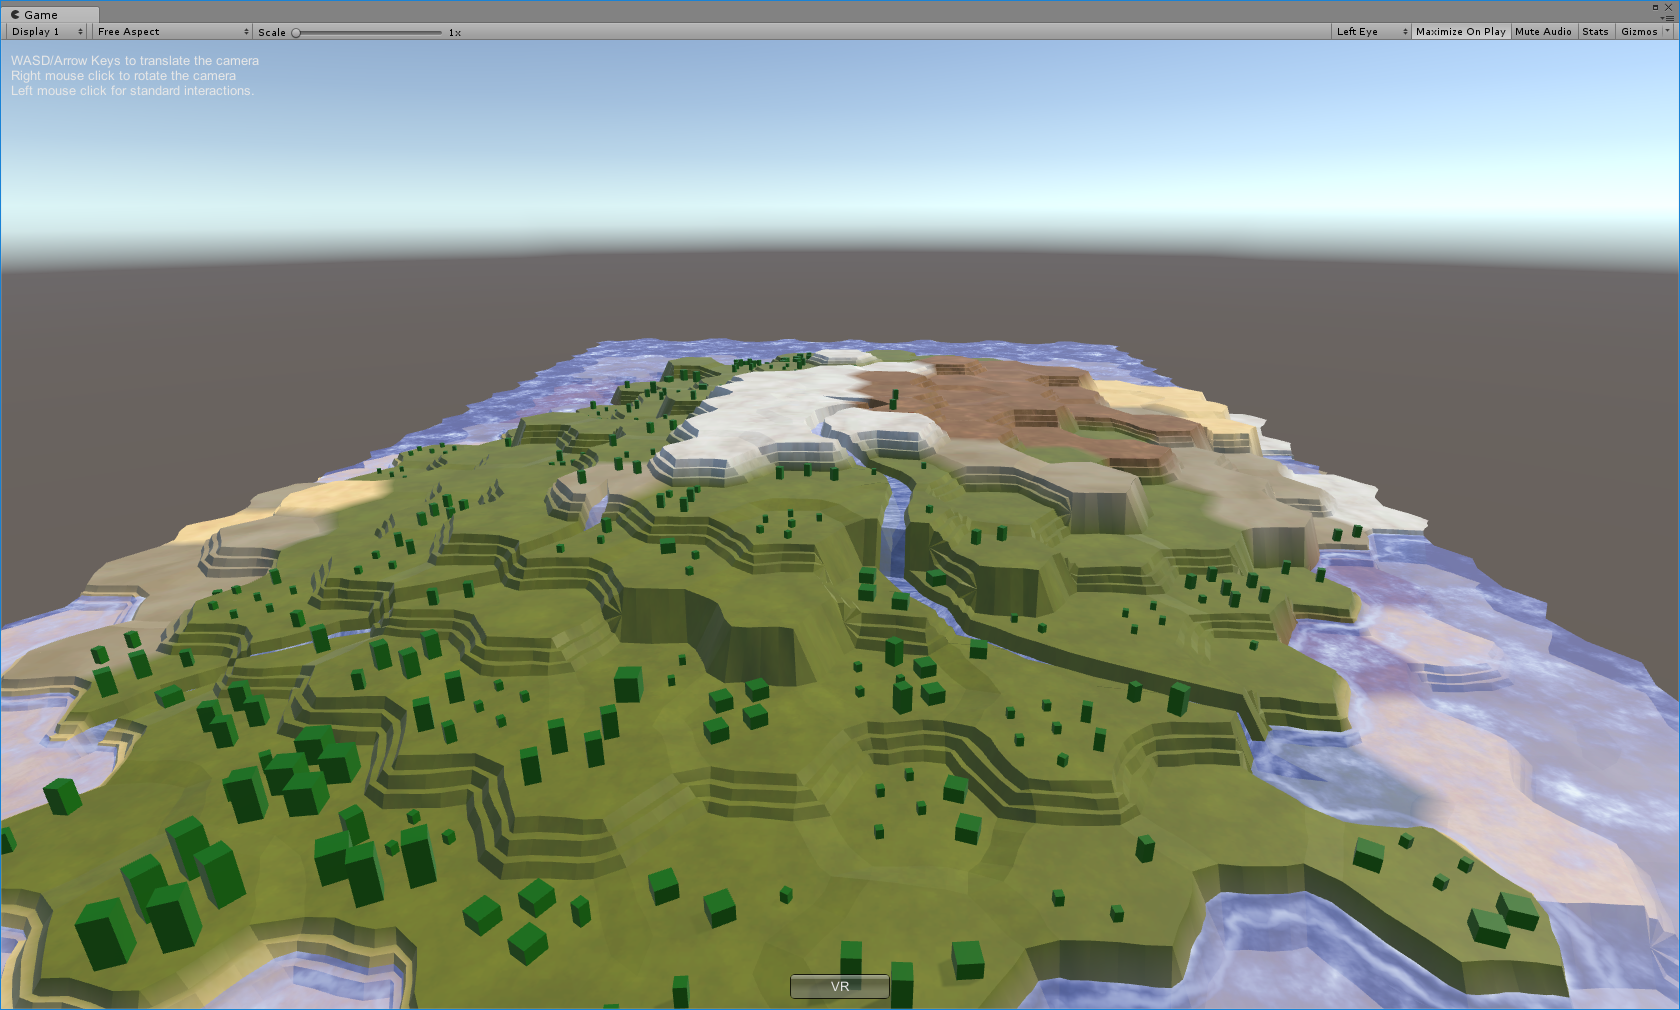 Game
Display 1 Free Aspect Scale 1x Left Eye Maximize On Play Mute Audio Stats Gizmos
WASD/Arrow Keys to translate the camera
Right mouse click to rotate the camera
Left mouse click for standard interactions.
VR